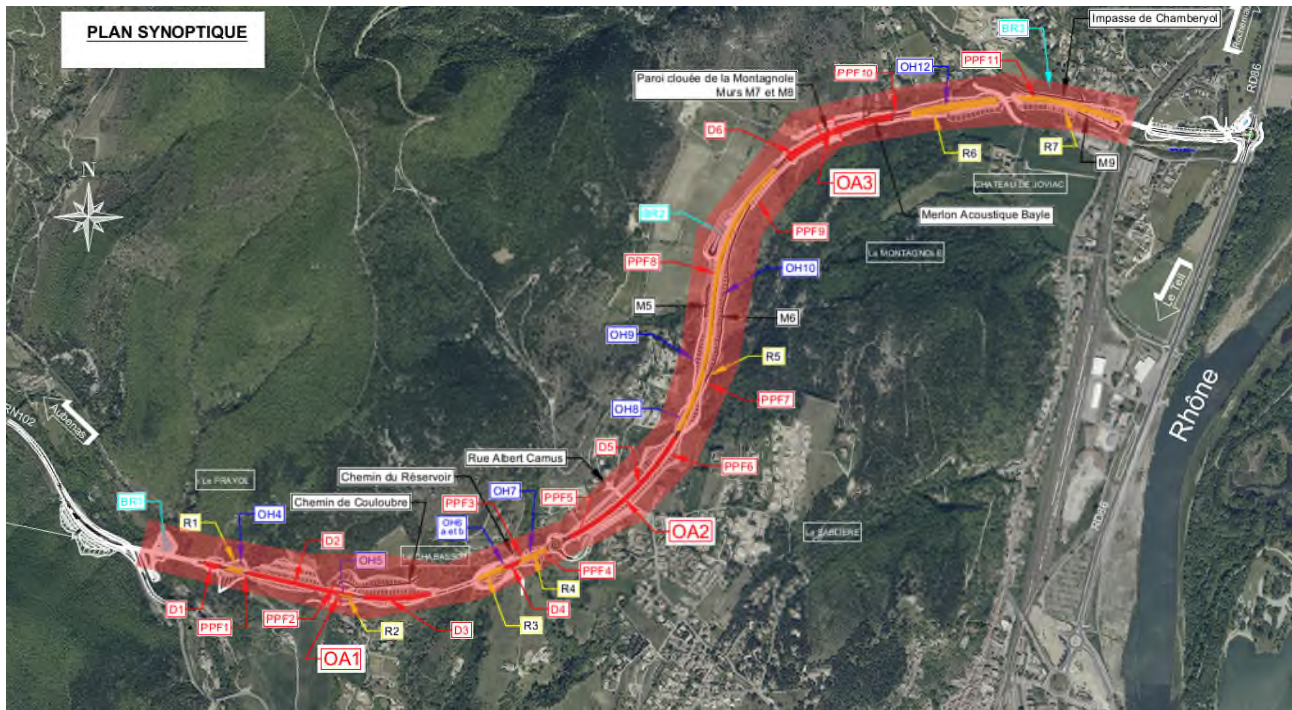 PLAN SYNOPTIQUE
Impasse de Chamberyol
BR3
Rochemaure
RD86
PPF11
OH12
PPF10
Paroi clouée de la Montagnole
Murs M7 et M8
D6
R6
R7
M9
OA3
CHATEAU DE JOVIAC
N
Merlon Acoustique Bayle
BR2
PPF9
La MONTAGNOLE
PPF8
OH10
Le Teil
M5
M6
OH9
R5
PPF7
Rhône
OH8
RN102
Aubenas
D5
Rue Albert Camus
PPF6
Chemin du Réservoir
Le FRAYOL
OH7
PPF5
Chemin de Couloubre
PPF3
BR1
R1
OH4
OH6
a et b
RD86
D2
OA2
La SABLIERE
CHABASSOT
OH5
PPF4
R4
D1
PPF1
PPF2
R2
D3
R3
D4
OA1